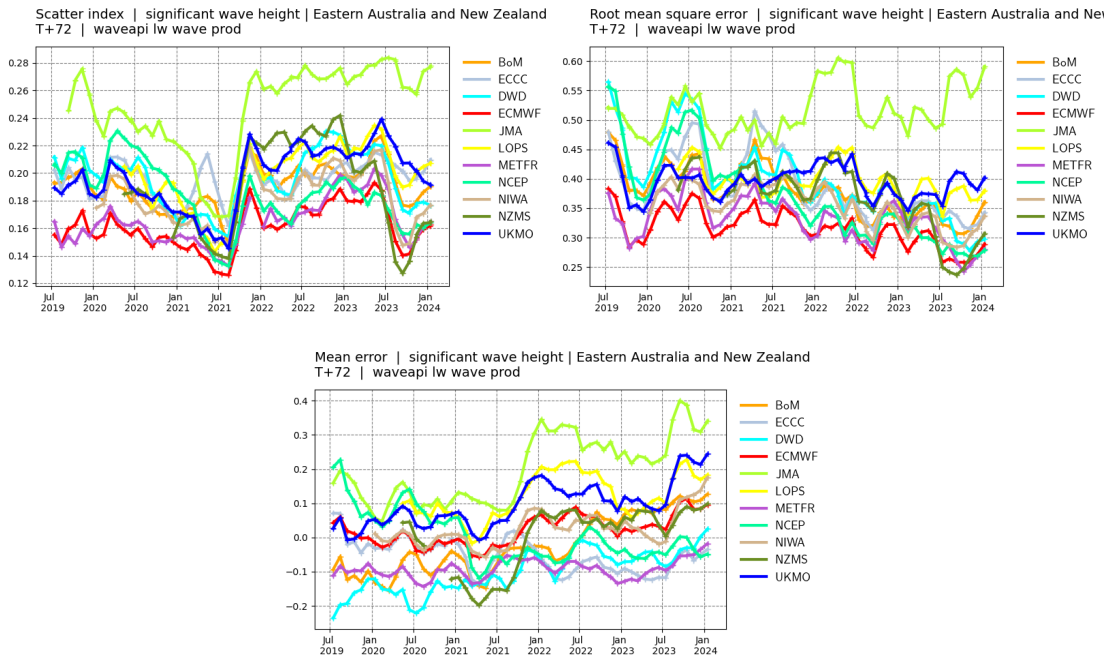 Scatter index | significant wave height | Eastern Australia and New Zealand
T+72 | waveapi lw wave prod
0.28
0.26
0.24
0.22
0.20
0.18
0.16
0.14
0.12
Jul 2019
Jan 2020
Jul 2020
Jan 2021
Jul 2021
Jan 2022
Jul 2022
Jan 2023
Jul 2023
Jan 2024
BoM
ECCC
DWD
ECMWF
JMA
LOPS
METFR
NCEP
NIWA
NZMS
UKMO
Root mean square error | significant wave height | Eastern Australia and Ne
T+72 | waveapi lw wave prod
0.60
0.55
0.50
0.45
0.40
0.35
0.30
0.25
Jul 2019
Jan 2020
Jul 2020
Jan 2021
Jul 2021
Jan 2022
Jul 2022
Jan 2023
Jul 2023
Jan 2024
BoM
ECCC
DWD
ECMWF
JMA
LOPS
METFR
NCEP
NIWA
NZMS
UKMO
Mean error | significant wave height | Eastern Australia and New Zealand
T+72 | waveapi lw wave prod
0.4
0.3
0.2
0.1
0.0
−0.1
−0.2
Jul 2019
Jan 2020
Jul 2020
Jan 2021
Jul 2021
Jan 2022
Jul 2022
Jan 2023
Jul 2023
Jan 2024
BoM
ECCC
DWD
ECMWF
JMA
LOPS
METFR
NCEP
NIWA
NZMS
UKMO